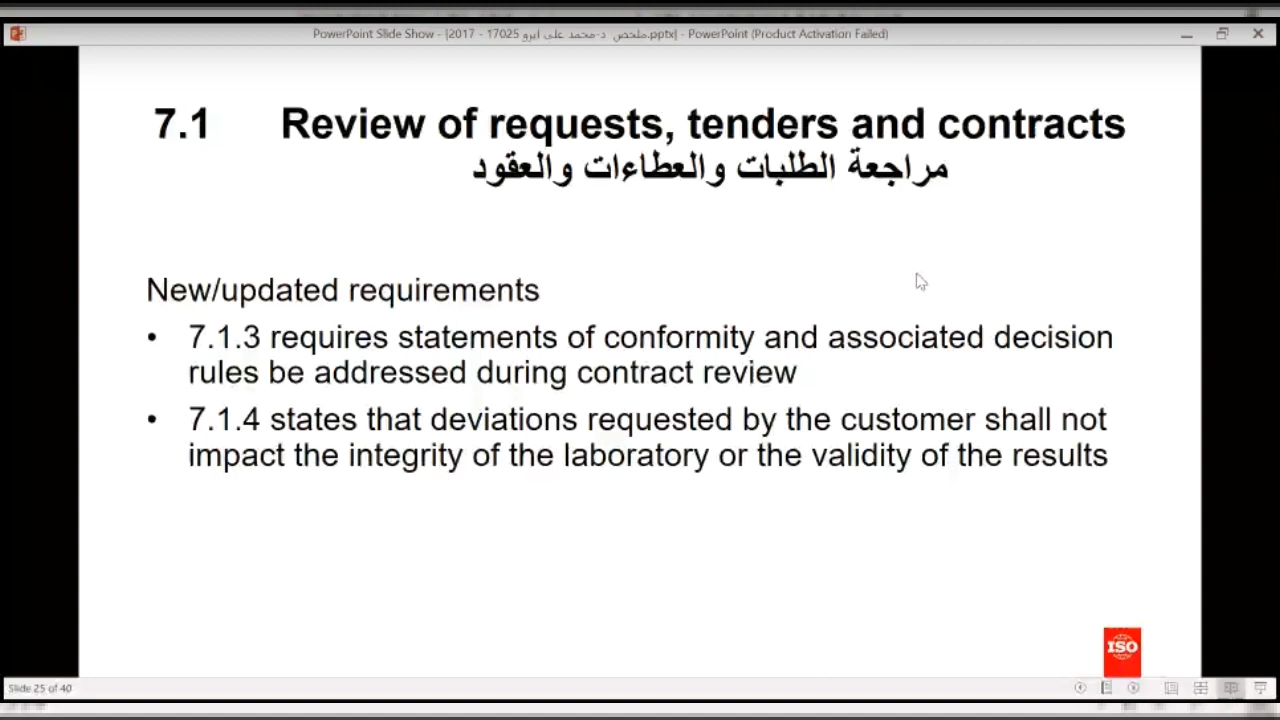 PowerPoint Slide Show - [2017 - 17025 ملخص د-محمد على ايرو.pptx] - PowerPoint (Product Activation Failed)
7.1 Review of requests, tenders and contracts
مراجعة الطلبات والعطاءات والعقود
New/updated requirements
• 7.1.3 requires statements of conformity and associated decision
rules be addressed during contract review
• 7.1.4 states that deviations requested by the customer shall not
impact the integrity of the laboratory or the validity of the results
ISO
Slide 25 of 40